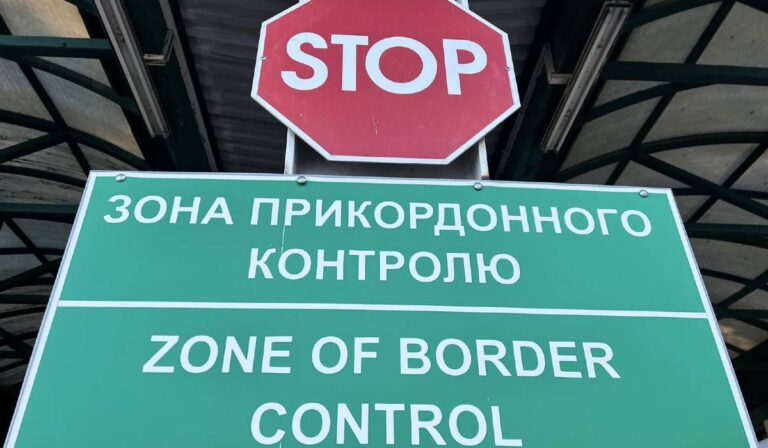 STOP
ЗОНА ПРИКОРДОННОГО
КОНТРОЛЮ
ZONE OF BORDER
CONTROL